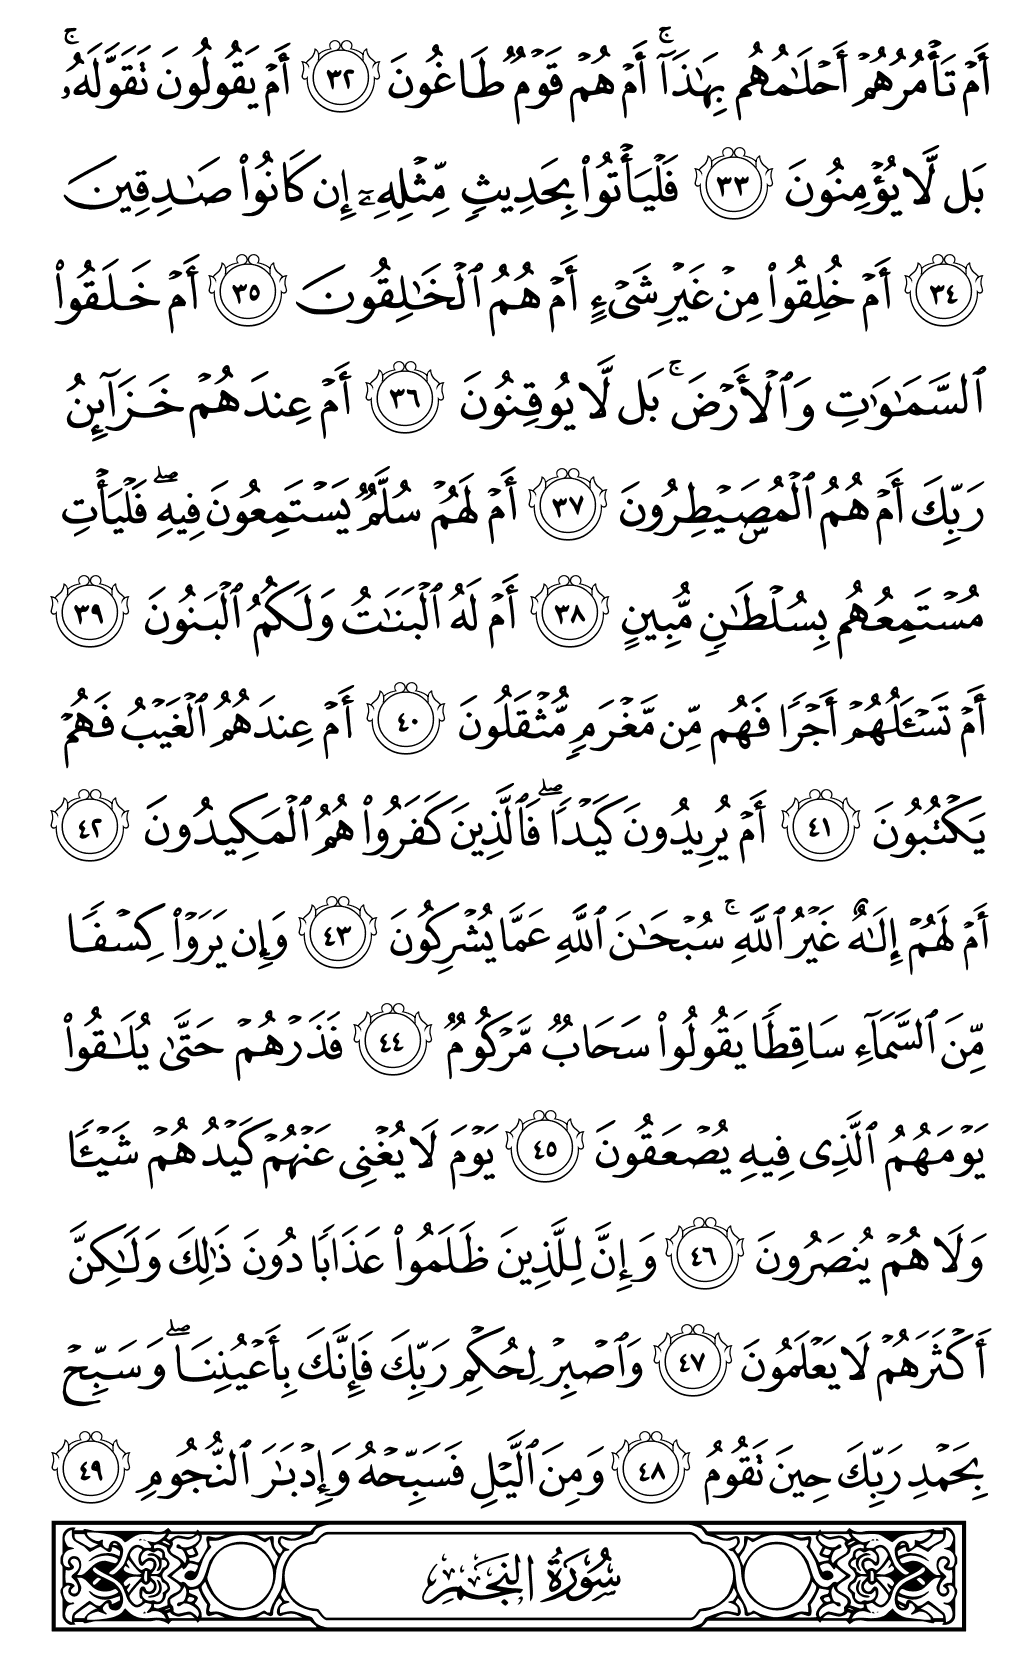 أَمْ تَأْمُرُهُمْ أَحْلَـٰمُهُم بِهَـٰذَآ ۚ أَمْ هُمْ قَوْمٌ طَاغُونَ ٣٢ أَمْ يَقُولُونَ تَقَوَّلَهُۥ ۚ
بَل لَّا يُؤْمِنُونَ ٣٣ فَلْيَأْتُوا۟ بِحَدِيثٍ مِّثْلِهِۦٓ إِن كَانُوا۟ صَـٰدِقِينَ
٣٤ أَمْ خُلِقُوا۟ مِنْ غَيْرِ شَىْءٍ أَمْ هُمُ ٱلْخَـٰلِقُونَ ٣٥ أَمْ خَلَقُوا۟
ٱلسَّمَـٰوَٰتِ وَٱلْأَرْضَ ۚ بَل لَّا يُوقِنُونَ ٣٦ أَمْ عِندَهُمْ خَزَآئِنُ
رَبِّكَ أَمْ هُمُ ٱلْمُصَۣيْطِرُونَ ٣٧ أَمْ لَهُمْ سُلَّمٌ يَسْتَمِعُونَ فِيهِ ۖ فَلْيَأْتِ
مُسْتَمِعُهُم بِسُلْطَـٰنٍ مُّبِينٍ ٣٨ أَمْ لَهُ ٱلْبَنَـٰتُ وَلَكُمُ ٱلْبَنُونَ ٣٩
أَمْ تَسْـَٔلُهُمْ أَجْرًا فَهُم مِّن مَّغْرَمٍ مُّثْقَلُونَ ٤٠ أَمْ عِندَهُمُ ٱلْغَيْبُ فَهُمْ
يَكْتُبُونَ ٤١ أَمْ يُرِيدُونَ كَيْدًا ۖ فَٱلَّذِينَ كَفَرُوا۟ هُمُ ٱلْمَكِيدُونَ ٤٢
أَمْ لَهُمْ إِلَـٰهٌ غَيْرُ ٱللَّهِ ۚ سُبْحَـٰنَ ٱللَّهِ عَمَّا يُشْرِكُونَ ٤٣ وَإِن يَرَوْا۟ كِسْفًا
مِّنَ ٱلسَّمَآءِ سَاقِطًا يَقُولُوا۟ سَحَابٌ مَّرْكُومٌ ٤٤ فَذَرْهُمْ حَتَّىٰ يُلَـٰقُوا۟
يَوْمَهُمُ ٱلَّذِى فِيهِ يُصْعَقُونَ ٤٥ يَوْمَ لَا يُغْنِى عَنْهُمْ كَيْدُهُمْ شَيْـًٔا
وَلَا هُمْ يُنصَرُونَ ٤٦ وَإِنَّ لِلَّذِينَ ظَلَمُوا۟ عَذَابًا دُونَ ذَٰلِكَ وَلَـٰكِنَّ
أَكْثَرَهُمْ لَا يَعْلَمُونَ ٤٧ وَٱصْبِرْ لِحُكْمِ رَبِّكَ فَإِنَّكَ بِأَعْيُنِنَا ۖ وَسَبِّحْ
بِحَمْدِ رَبِّكَ حِينَ تَقُومُ ٤٨ وَمِنَ ٱلَّيْلِ فَسَبِّحْهُ وَإِدْبَـٰرَ ٱلنُّجُومِ ٤٩
سُورَةُ النَّجْمِ